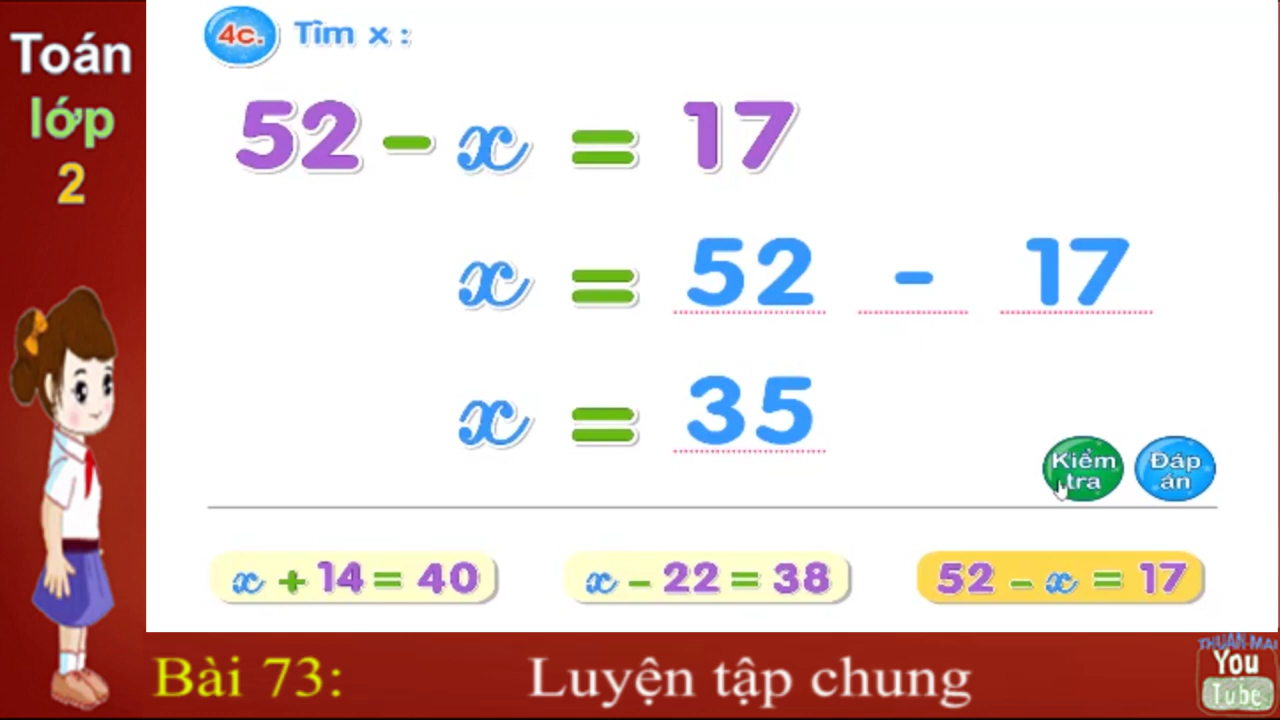 Toán
lớp
2
4c. Tìm x :
52 - x = 17
x = 52 - 17
x = 35
Kiểm
tra
Đáp
án
x + 14 = 40
x - 22 = 38
52 - x = 17
Bài 73: Luyện tập chung
THUẬN MAI
You
Tube